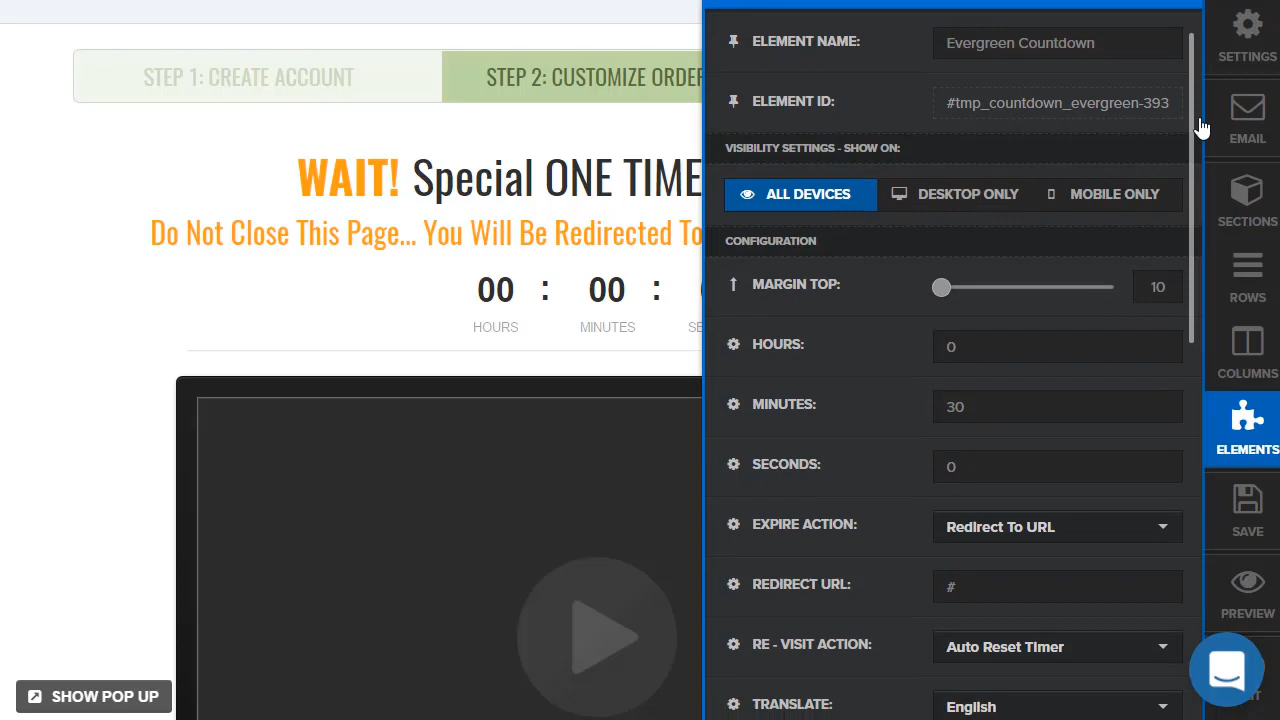 STEP 1: CREATE ACCOUNT
STEP 2: CUSTOMIZE ORDER
WAIT! Special ONE TIME
Do Not Close This Page... You Will Be Redirected To
00 : 00 :
HOURS MINUTES SE
SHOW POP UP
ELEMENT NAME: Evergreen Countdown
ELEMENT ID: #tmp_countdown_evergreen-393
VISIBILITY SETTINGS - SHOW ON:
ALL DEVICES DESKTOP ONLY MOBILE ONLY
CONFIGURATION
MARGIN TOP: 10
HOURS: 0
MINUTES: 30
SECONDS: 0
EXPIRE ACTION: Redirect To URL
REDIRECT URL: #
RE - VISIT ACTION: Auto Reset Timer
TRANSLATE: English
SETTINGS
EMAIL
SECTIONS
ROWS
COLUMNS
ELEMENTS
SAVE
PREVIEW